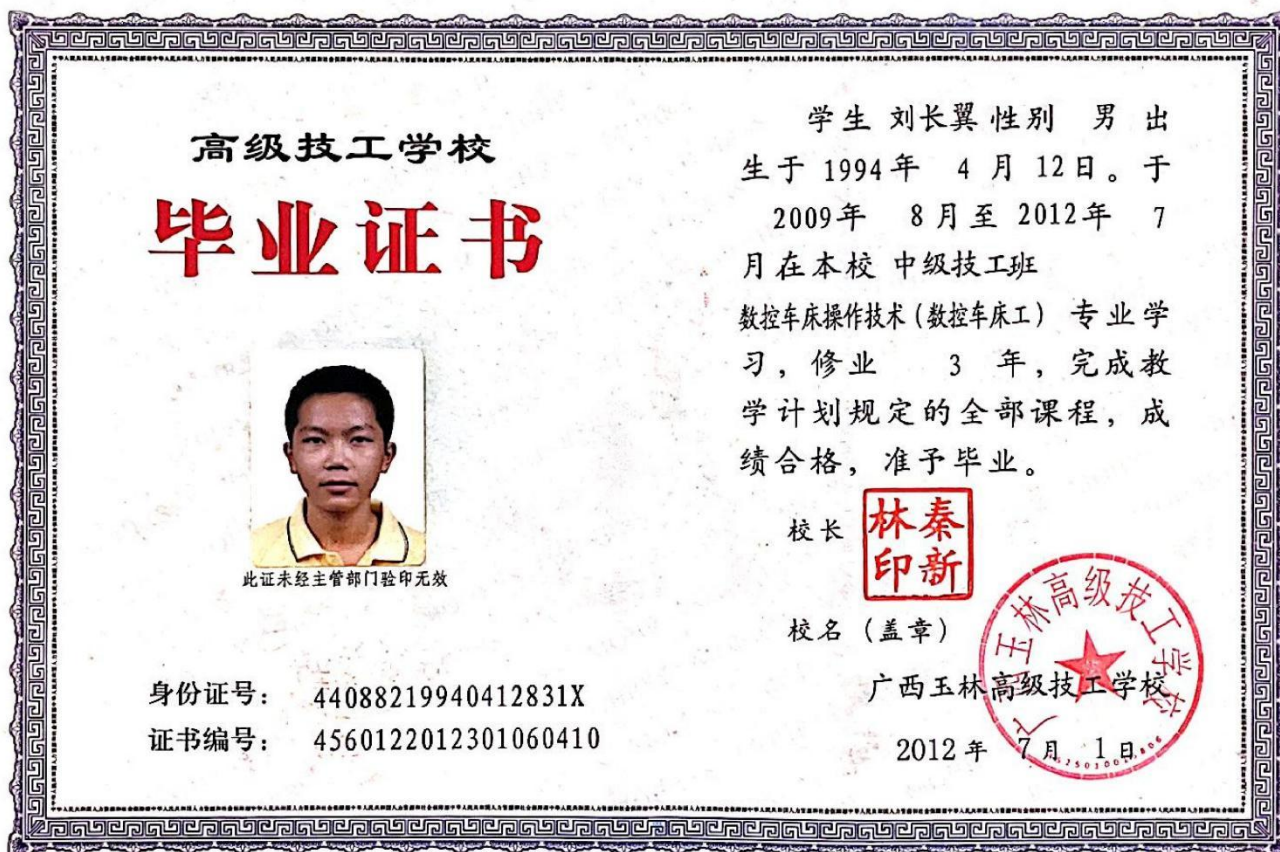 高级技工学校
毕业证书
此证未经主管部门验印无效
身份证号： 44088219940412831X
证书编号： 4560122012301060410
学生 刘长翼 性别 男 出
生于 1994年 4 月 12日。于
2009年 8月至 2012年 7
月在本校 中级技工班
数控车床操作技术(数控车床工) 专业学
习，修业 3 年，完成教
学计划规定的全部课程，成
绩合格，准予毕业。
校长
秦新林印
校名（盖章）
广西玉林高级技工学校
广西玉林高级技工学校
2012年 7月 1日